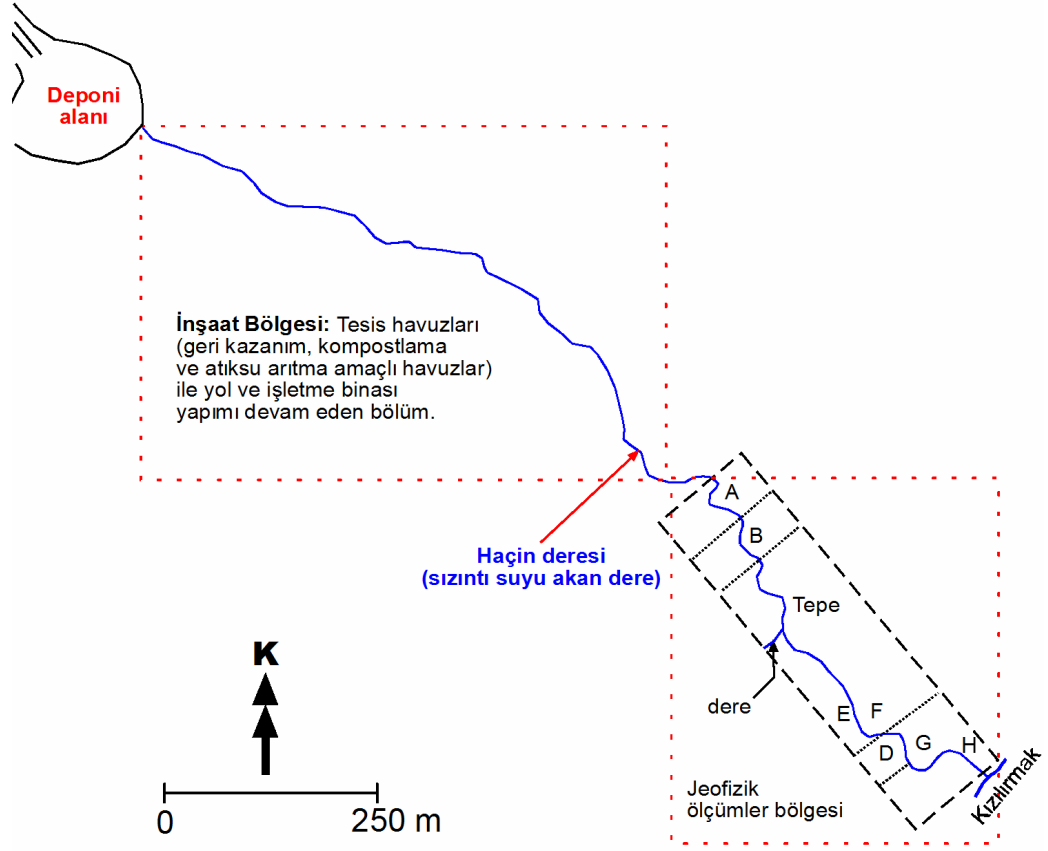 Deponi
alanı
İnşaat Bölgesi: Tesis havuzları
(geri kazanım, kompostlama
ve atıksu arıtma amaçlı havuzlar)
ile yol ve işletme binası
yapımı devam eden bölüm.
A
B
Haçin deresi
(sızıntı suyu akan dere)
Tepe
K
dere
E
F
D
G
H
Kızılırmak
Jeofizik
ölçümler bölgesi
0
250 m